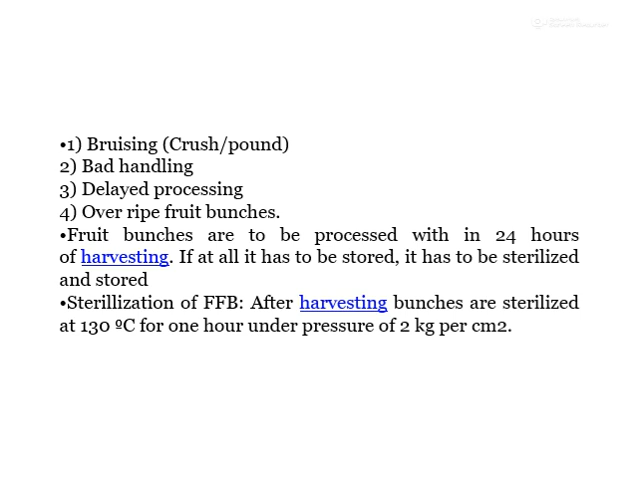 •1) Bruising (Crush/pound)
2) Bad handling
3) Delayed processing
4) Over ripe fruit bunches.
•Fruit bunches are to be processed with in 24 hours
of harvesting. If at all it has to be stored, it has to be sterilized
and stored
•Sterillization of FFB: After harvesting bunches are sterilized
at 130 ºC for one hour under pressure of 2 kg per cm2.